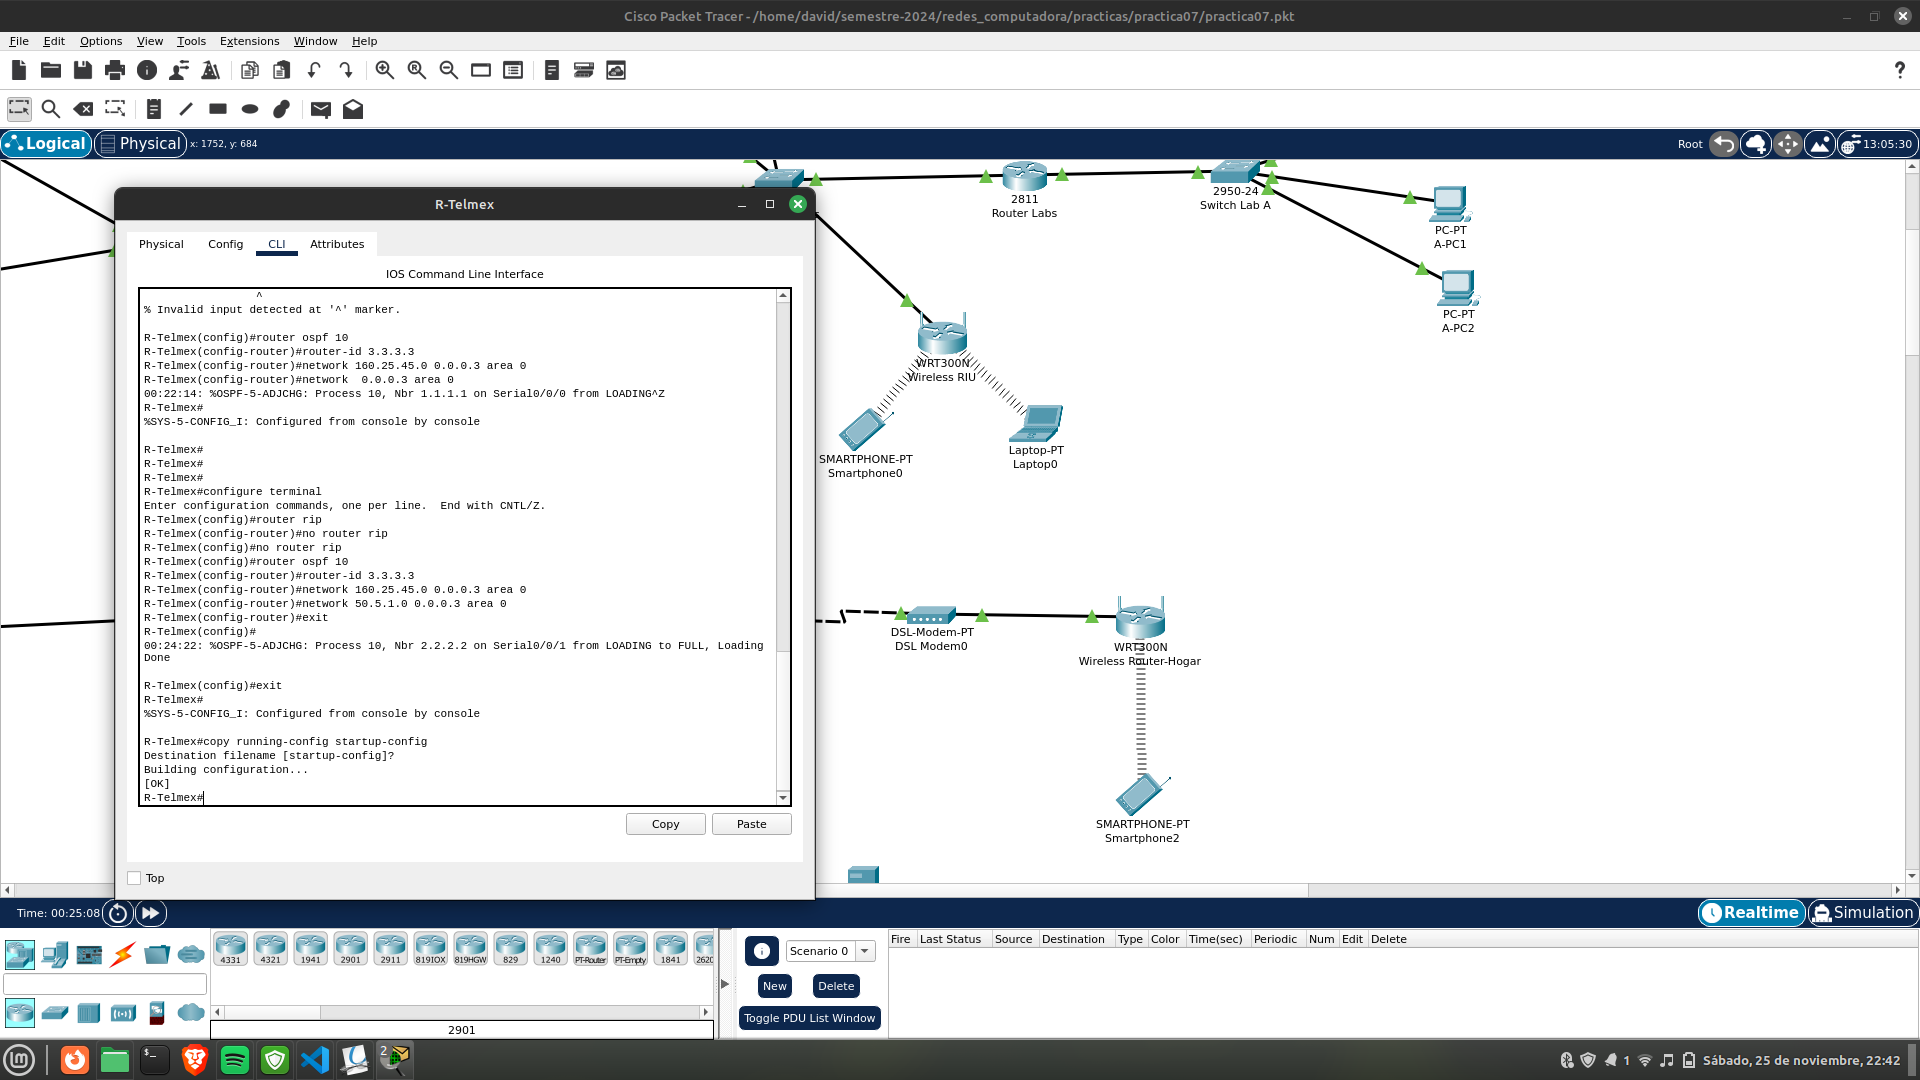 Cisco Packet Tracer - /home/david/semestre-2024/redes_computadora/practicas/practica07/practica07.pkt
File Edit Options View Tools Extensions Window Help
?
Logical Physical x: 1752, y: 684 Root 13:05:30
2811
Router Labs
2950-24
Switch Lab A
PC-PT
A-PC1
PC-PT
A-PC2
WRT300N
Wireless RIU
SMARTPHONE-PT
Smartphone0
Laptop-PT
Laptop0
DSL-Modem-PT
DSL Modem0
WRT300N
Wireless Router-Hogar
SMARTPHONE-PT
Smartphone2
R-Telmex
Physical Config CLI Attributes
IOS Command Line Interface
^
% Invalid input detected at '^' marker.
R-Telmex(config)#router ospf 10
R-Telmex(config-router)#router-id 3.3.3.3
R-Telmex(config-router)#network 160.25.45.0 0.0.0.3 area 0
R-Telmex(config-router)#network  0.0.0.3 area 0
00:22:14: %OSPF-5-ADJCHG: Process 10, Nbr 1.1.1.1 on Serial0/0/0 from LOADING^Z
R-Telmex#
%SYS-5-CONFIG_I: Configured from console by console
R-Telmex#
R-Telmex#
R-Telmex#
R-Telmex#configure terminal
Enter configuration commands, one per line.  End with CNTL/Z.
R-Telmex(config)#router rip
R-Telmex(config-router)#no router rip
R-Telmex(config)#no router rip
R-Telmex(config)#router ospf 10
R-Telmex(config-router)#router-id 3.3.3.3
R-Telmex(config-router)#network 160.25.45.0 0.0.0.3 area 0
R-Telmex(config-router)#network 50.5.1.0 0.0.0.3 area 0
R-Telmex(config-router)#exit
R-Telmex(config)#
00:24:22: %OSPF-5-ADJCHG: Process 10, Nbr 2.2.2.2 on Serial0/0/1 from LOADING to FULL, Loading
Done
R-Telmex(config)#exit
R-Telmex#
%SYS-5-CONFIG_I: Configured from console by console
R-Telmex#copy running-config startup-config
Destination filename [startup-config]?
Building configuration...
[OK]
R-Telmex#
Copy Paste
Top
Time: 00:25:08 Realtime Simulation
4331 4321 1941 2901 2911 819IOX 819HGW 829 1240 PT-Router PT-Empty 1841 2620
2901
Scenario 0
New Delete
Toggle PDU List Window
Fire Last Status Source Destination Type Color Time(sec) Periodic Num Edit Delete
2 1 Sábado, 25 de noviembre, 22:42